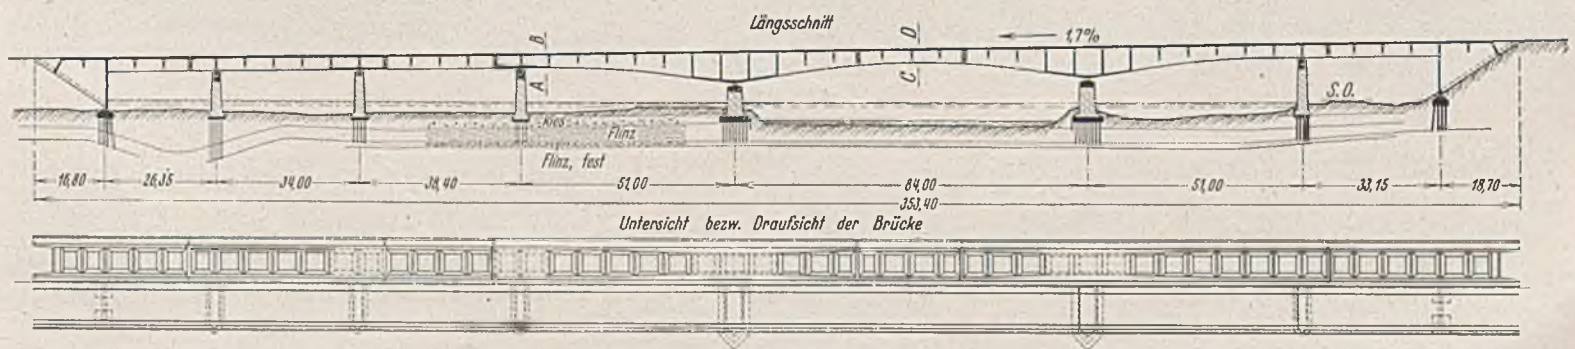 Längsschnitt
B
D
1,7%
A
C
S.O.
Kies
Flinz
Flinz, fest
16,80 26,35 34,00 38,40 51,00 84,00 51,00 33,15 18,70
353,40
Untersicht bezw. Draufsicht der Brücke